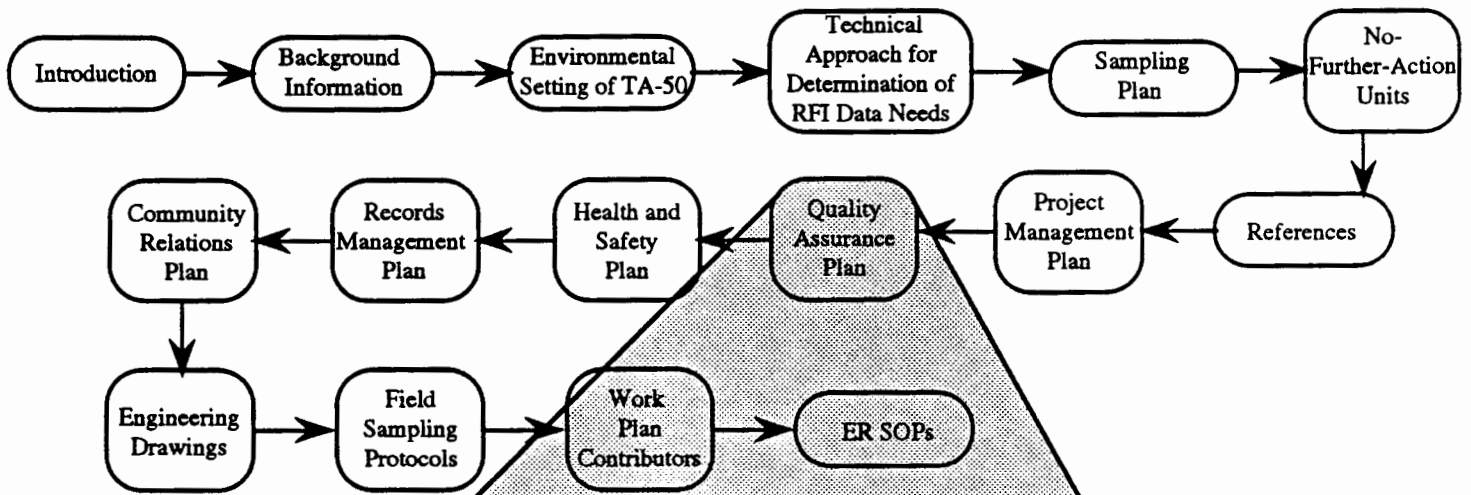 Introduction
Background
Information
Environmental
Setting of TA-50
Technical
Approach for
Determination of
RFI Data Needs
Sampling
Plan
No-
Further-Action
Units
References
Project
Management
Plan
Quality
Assurance
Plan
Health and
Safety
Plan
Records
Management
Plan
Community
Relations
Plan
Engineering
Drawings
Field
Sampling
Protocols
Work
Plan
Contributors
ER SOPs